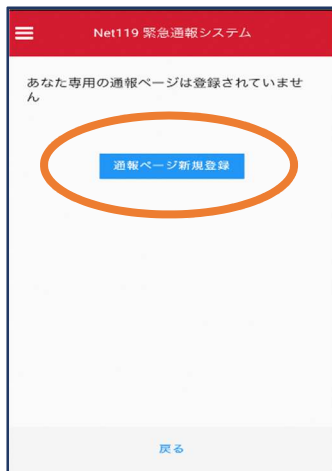 Net119 緊急通報システム
あなた専用の通報ページは登録されていませ
ん
通報ページ新規登録
戻る